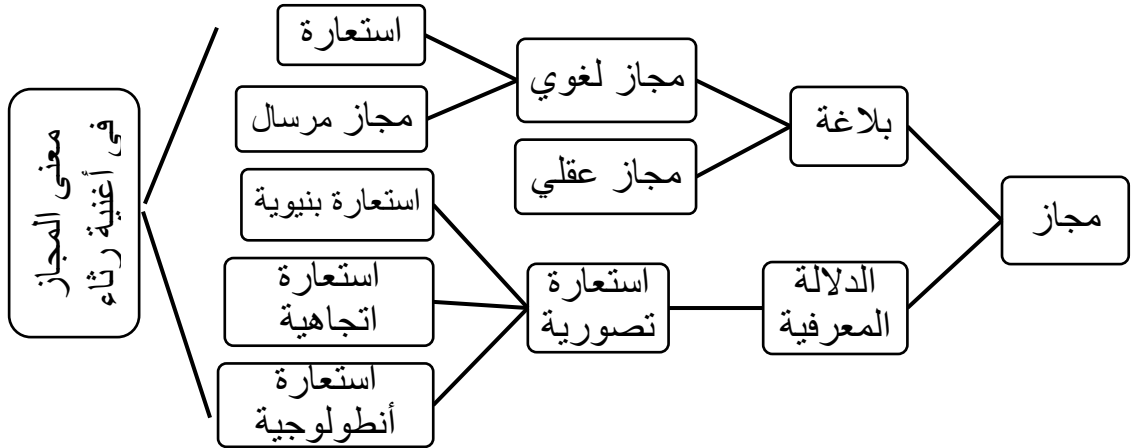 مجاز
بلاغة
الدلالة
المعرفية
مجاز لغوي
مجاز عقلي
استعارة
تصورية
استعارة
مجاز مرسال
استعارة بنيوية
استعارة
اتجاهية
استعارة
أنطولوجية
معنى المجاز
فى أغنية رثاء